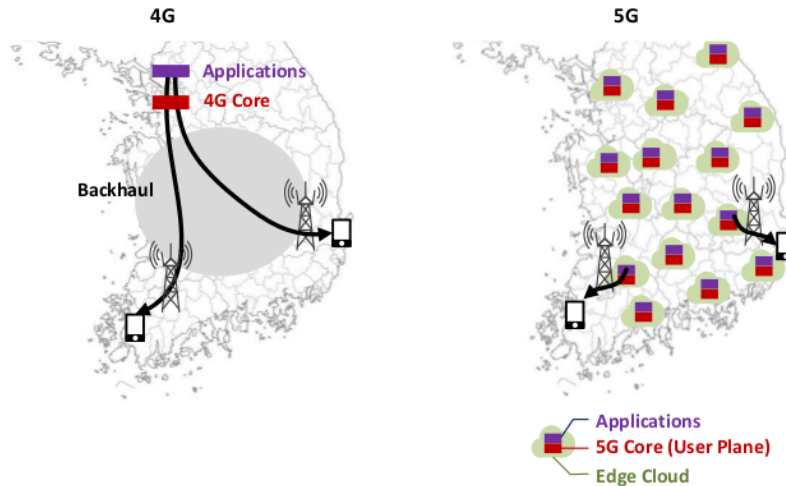 4G
Applications
4G Core
Backhaul
5G
Applications
5G Core (User Plane)
Edge Cloud